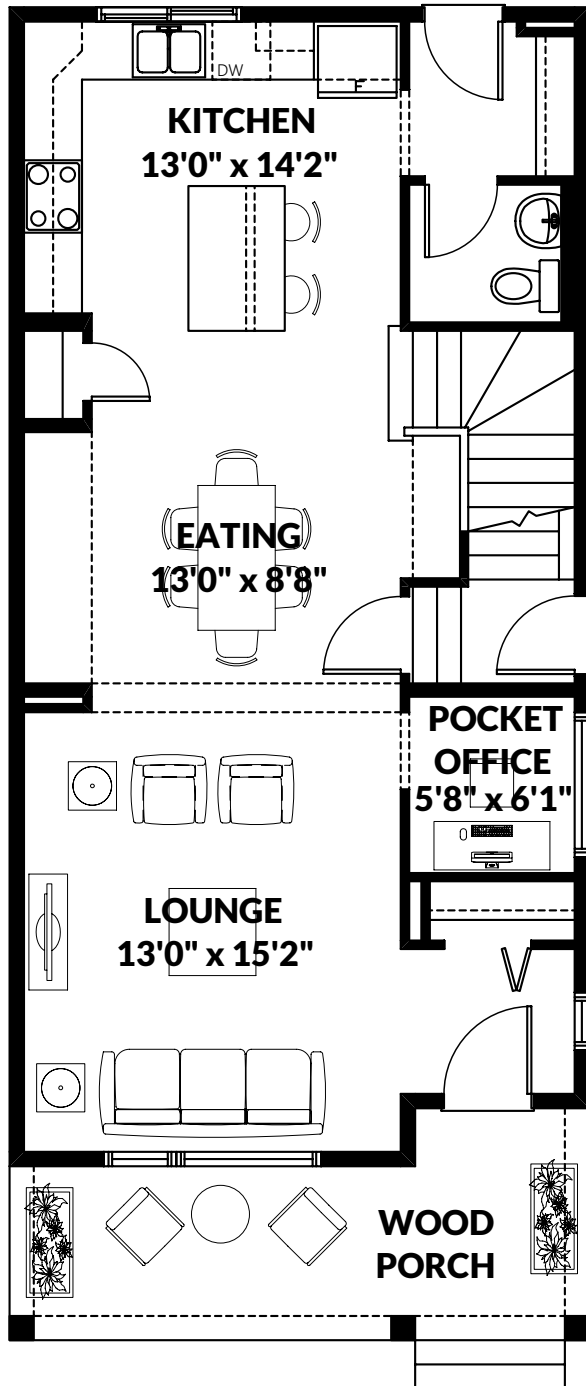 DW
KITCHEN
13'0" x 14'2"
EATING
13'0" x 8'8"
POCKET
OFFICE
5'8" x 6'1"
LOUNGE
13'0" x 15'2"
WOOD
PORCH